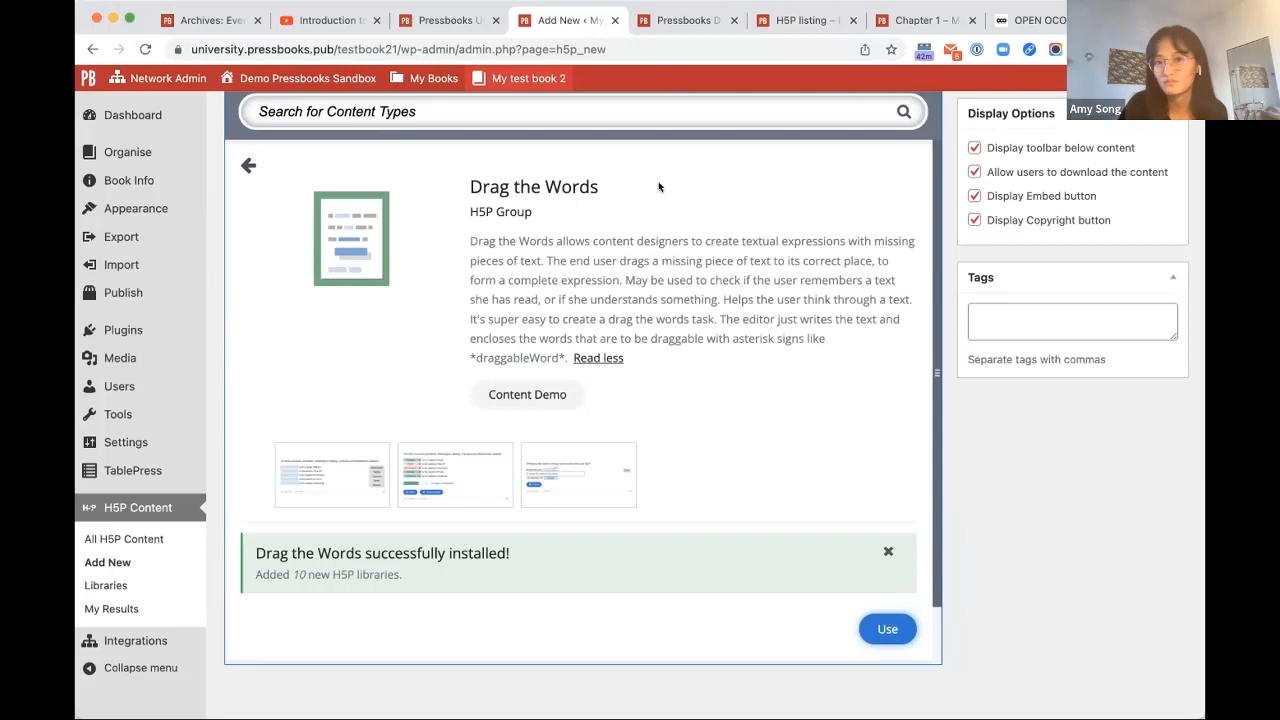 Archives: Eve
Introduction to
Pressbooks U
Add New ‹ My
Pressbooks D
H5P listing –
Chapter 1 – M
OPEN OCO
university.pressbooks.pub/testbook21/wp-admin/admin.php?page=h5p_new
42m
5
PB
Network Admin
Demo Pressbooks Sandbox
My Books
My test book 2
Amy Song
Dashboard
Organise
Book Info
Appearance
Export
Import
Publish
Plugins
Media
Users
Tools
Settings
TablePress
H5P Content
All H5P Content
Add New
Libraries
My Results
Integrations
Collapse menu
Search for Content Types
Drag the Words
H5P Group
Drag the Words allows content designers to create textual expressions with missing
pieces of text. The end user drags a missing piece of text to its correct place, to
form a complete expression. May be used to check if the user remembers a text
she has read, or if she understands something. Helps the user think through a text.
It's super easy to create a drag the words task. The editor just writes the text and
encloses the words that are to be draggable with asterisk signs like
*draggableWord*. Read less
Content Demo
Drag the Words successfully installed!
Added 10 new H5P libraries.
Use
Display Options
Display toolbar below content
Allow users to download the content
Display Embed button
Display Copyright button
Tags
Separate tags with commas